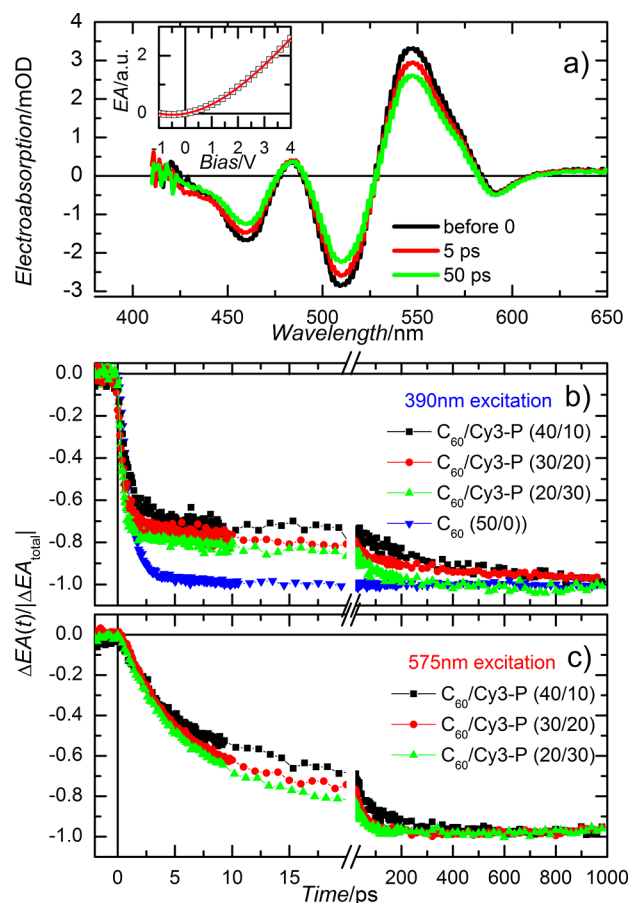 a)
Electroabsorption/mOD
3
2
1
0
-1
-2
-3
EA/a.u.
2
0
-1 0 1 2 3 4
Bias/V
before 0
5 ps
50 ps
400 450 500 550 600 650
Wavelength/nm
b)
390nm excitation
C60/Cy3-P (40/10)
C60/Cy3-P (30/20)
C60/Cy3-P (20/30)
C60 (50/0))
0.0
-0.2
-0.4
-0.6
-0.8
-1.0
ΔEA(t)/|ΔEAtotal|
c)
575nm excitation
C60/Cy3-P (40/10)
C60/Cy3-P (30/20)
C60/Cy3-P (20/30)
0.0
-0.2
-0.4
-0.6
-0.8
-1.0
0 5 10 15 200 400 600 800 1000
Time/ps